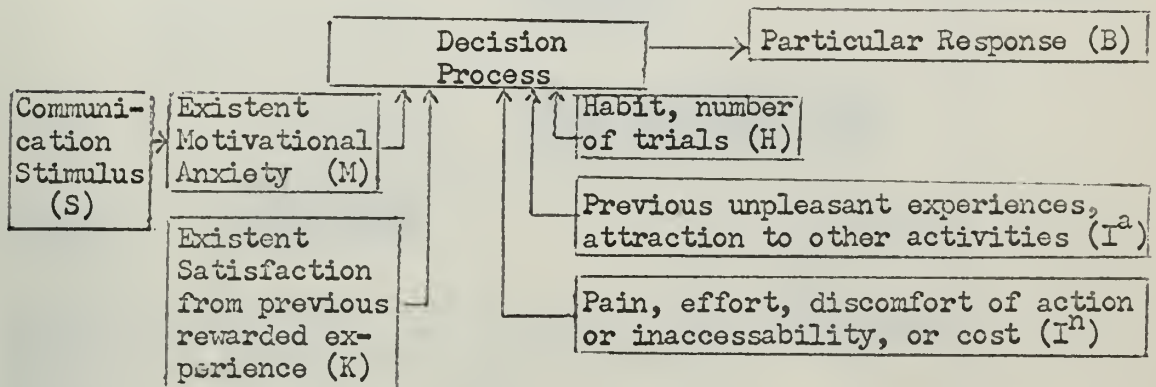 Decision
Process
Particular Response (B)
Communi-
cation
Stimulus
(S)
Existent
Motivational
Anxiety (M)
Habit, number
of trials (H)
Previous unpleasant experiences,
attraction to other activities (I^a)
Existent
Satisfaction
from previous
rewarded ex-
perience (K)
Pain, effort, discomfort of action
or inaccessability, or cost (I^n)